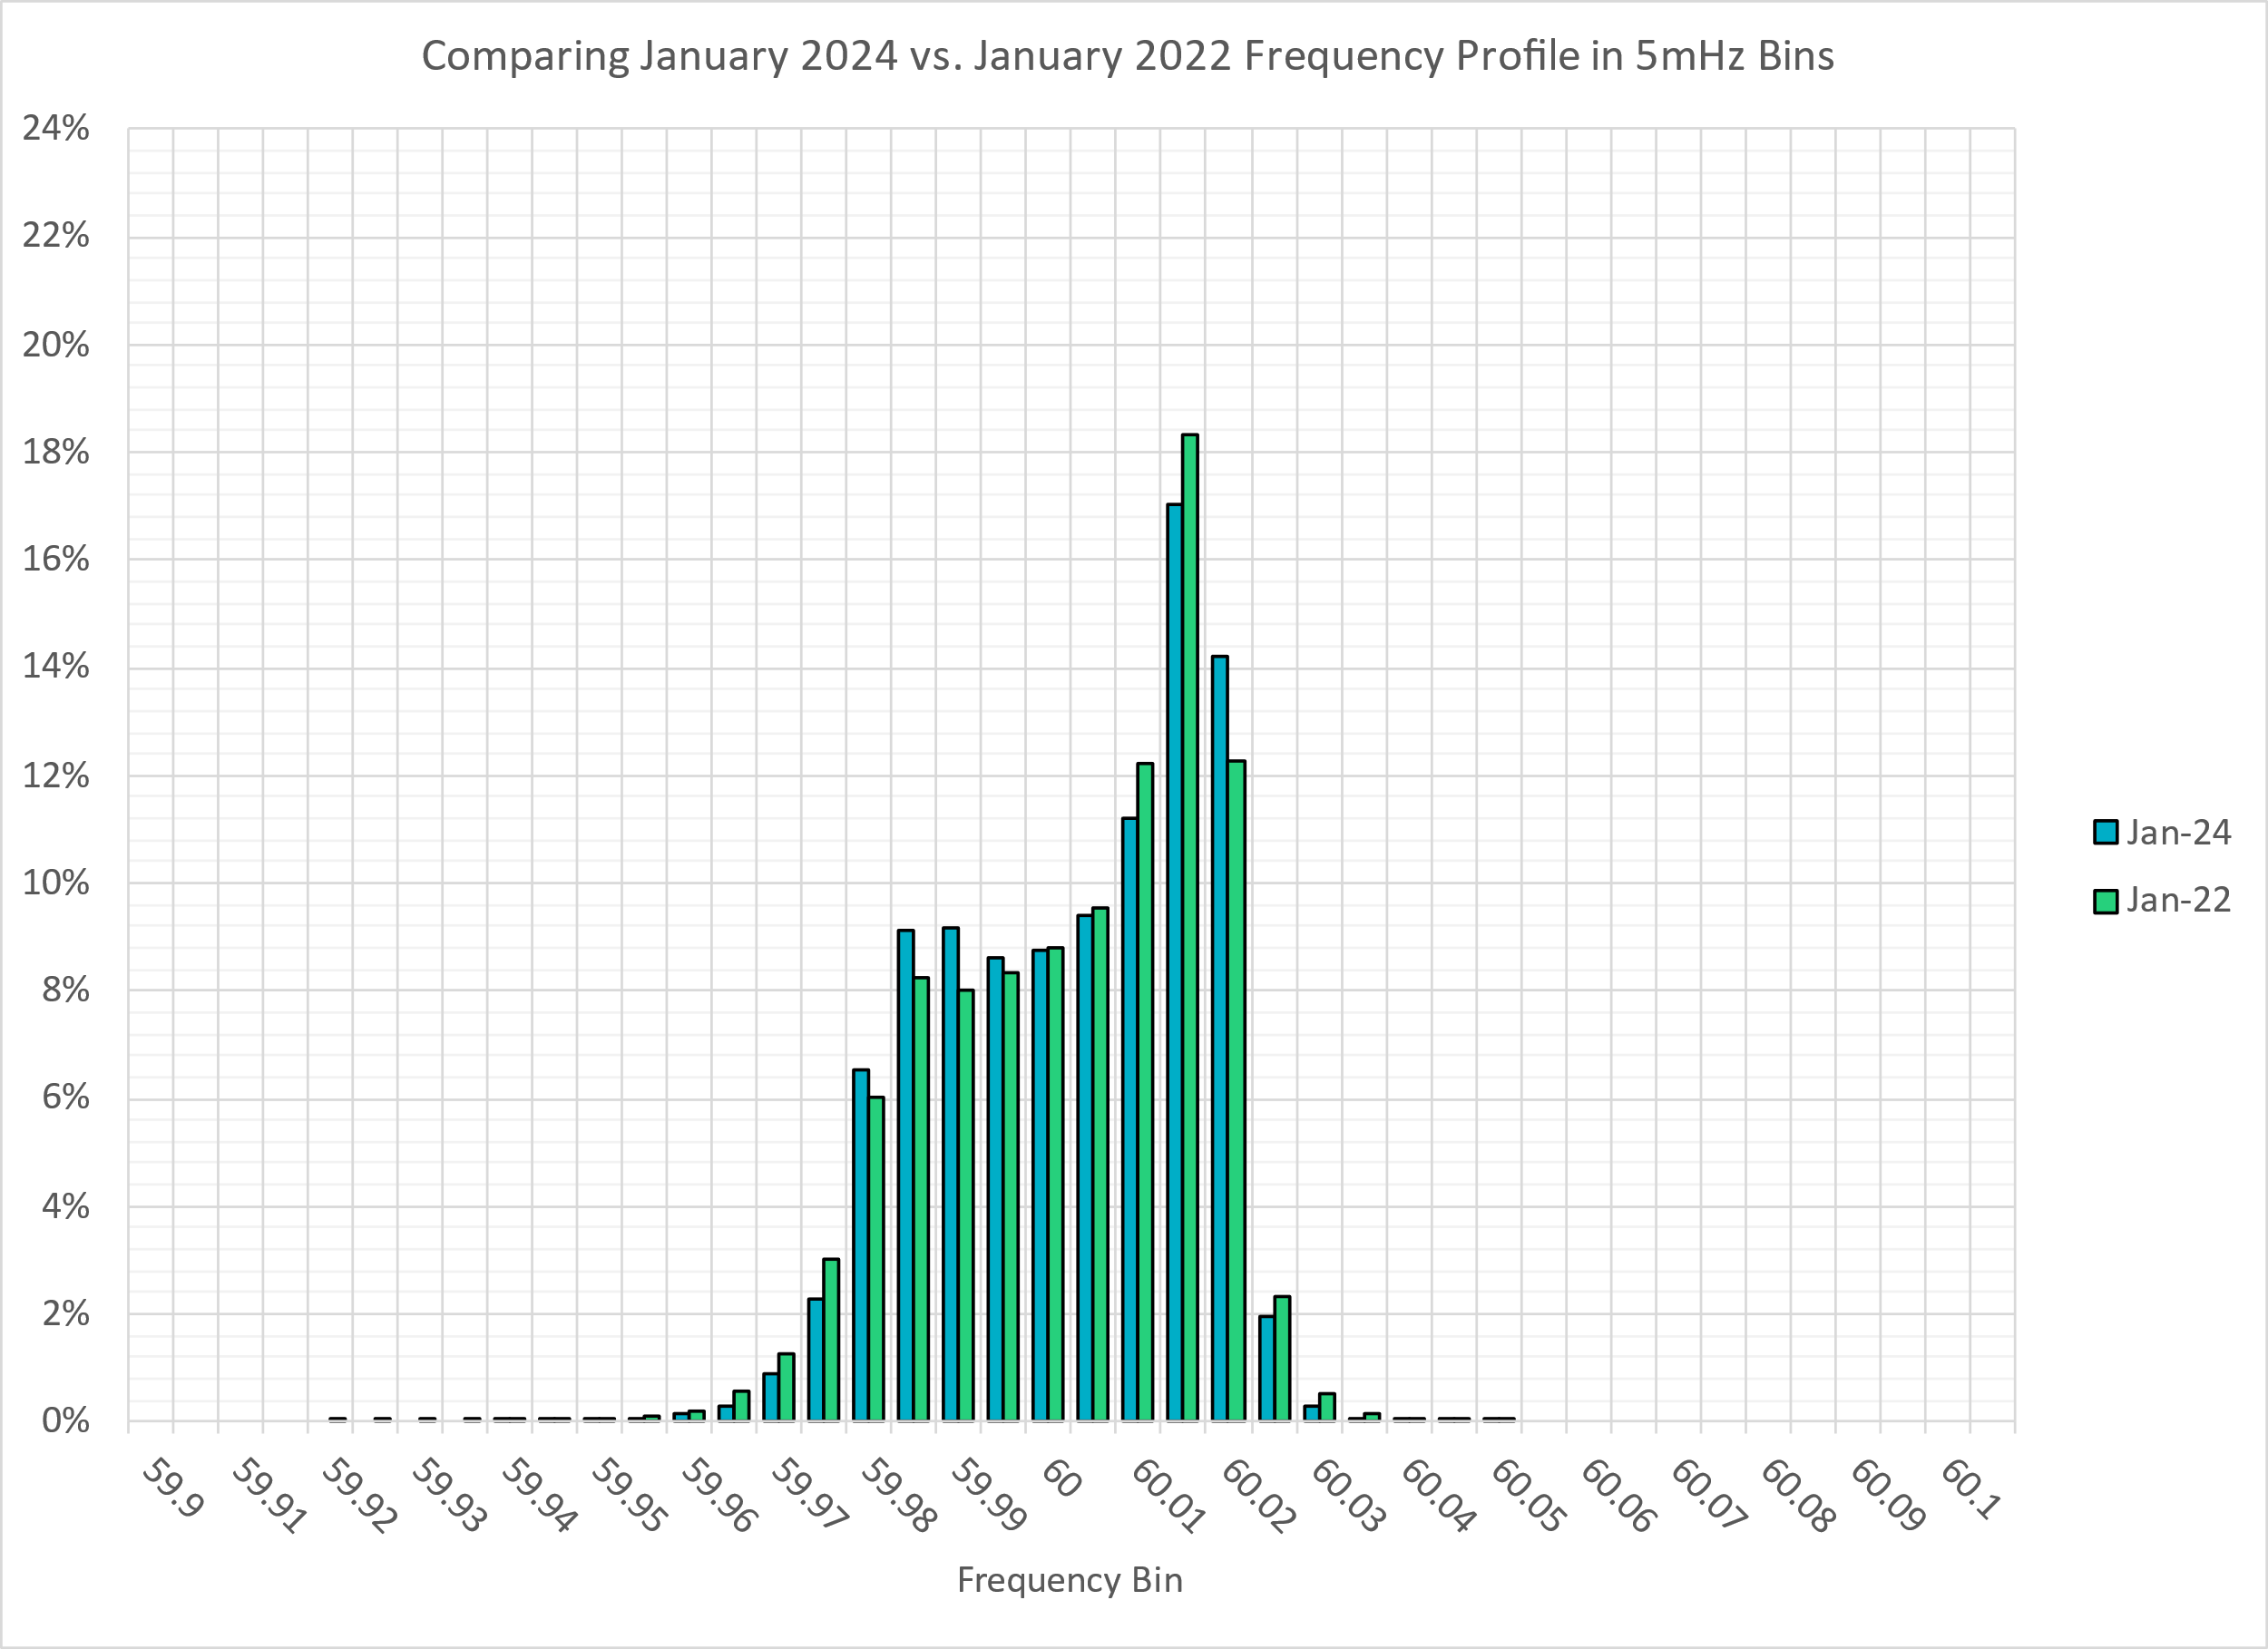 Comparing January 2024 vs. January 2022 Frequency Profile in 5mHz Bins
24%
22%
20%
18%
16%
14%
12%
10%
8%
6%
4%
2%
0%
Jan-24
Jan-22
59.9 59.91 59.92 59.93 59.94 59.95 59.96 59.97 59.98 59.99 60 60.01 60.02 60.03 60.04 60.05 60.06 60.07 60.08 60.09 60.1
Frequency Bin